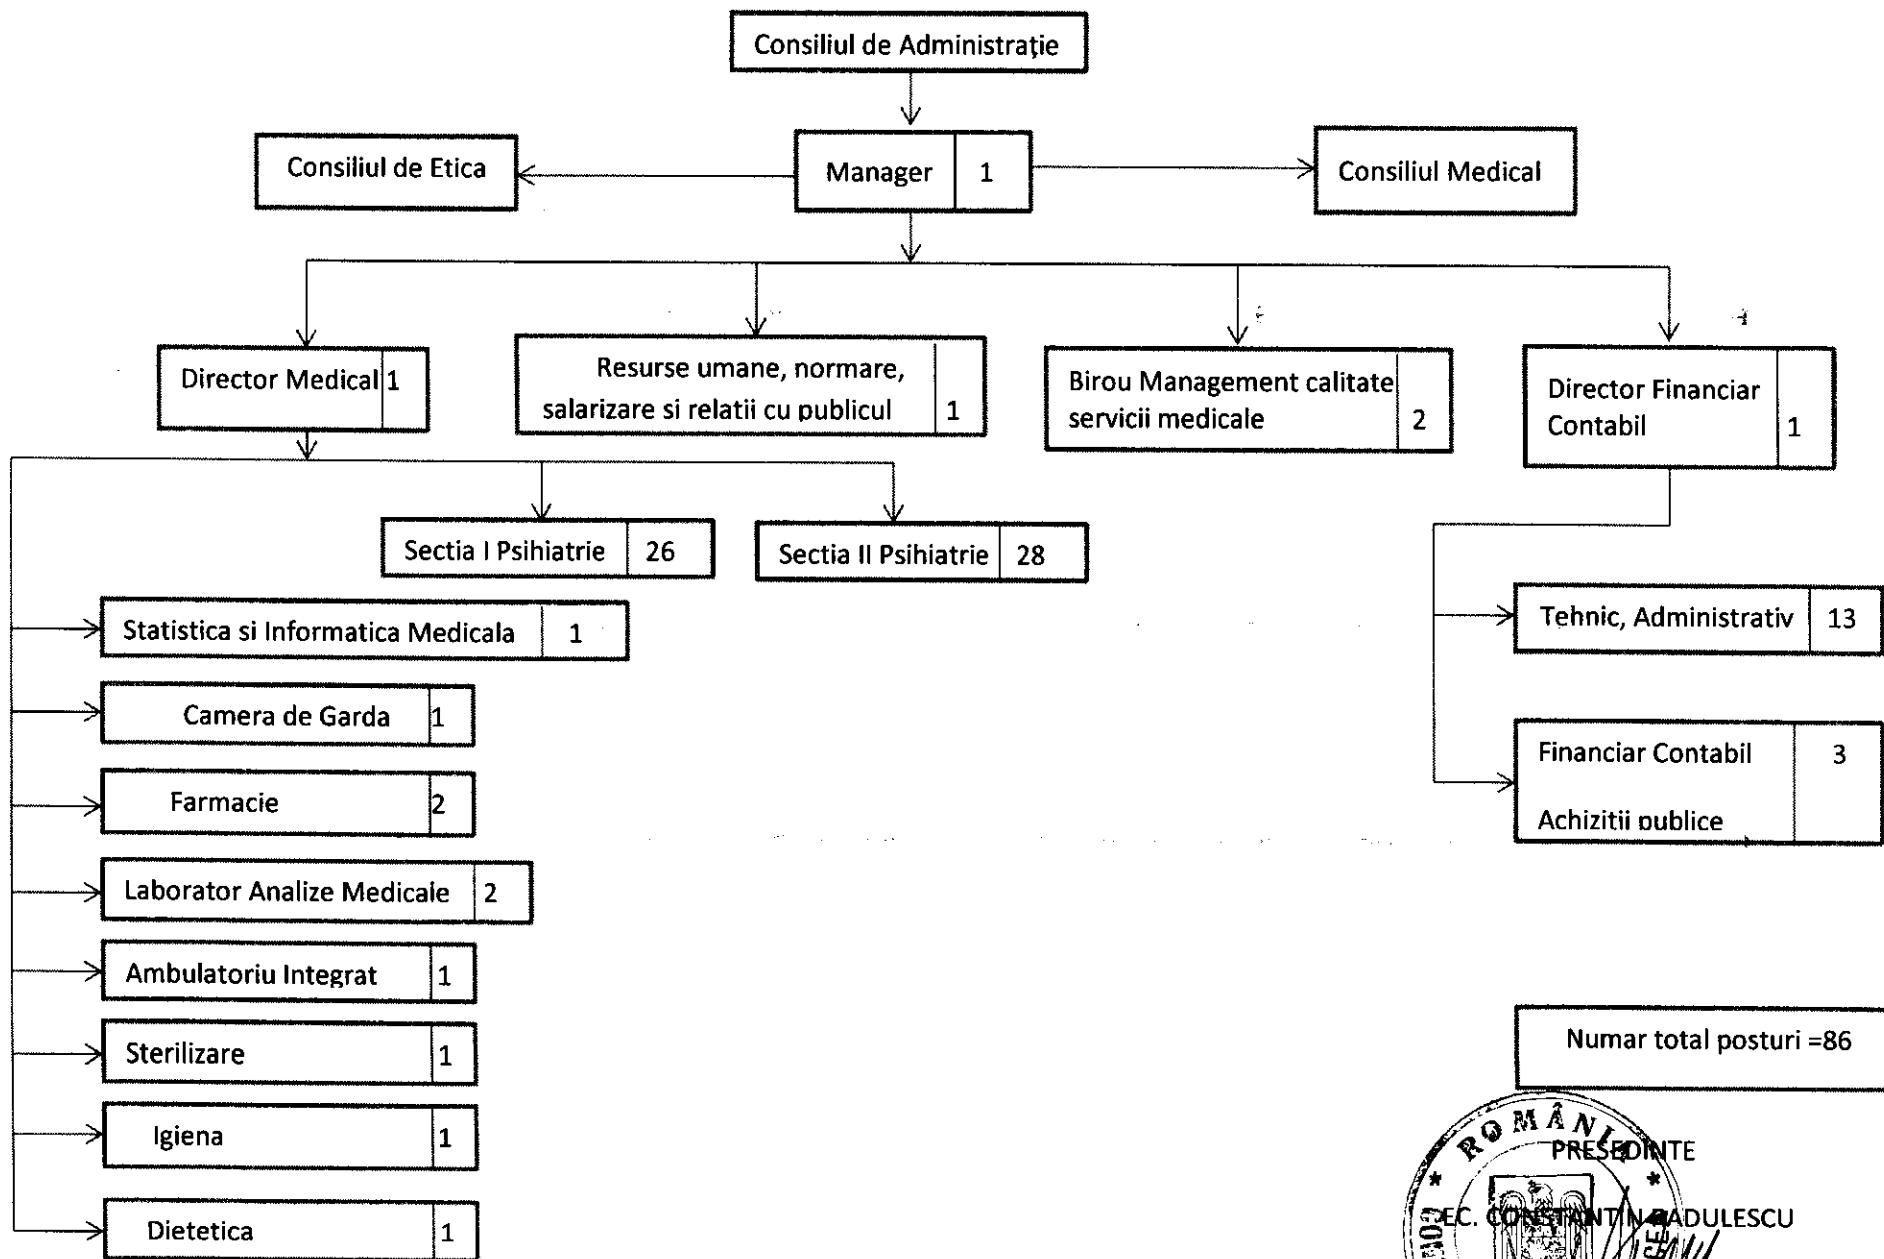 Consiliul de Administraţie
Consiliul de Etica
Manager 1
Consiliul Medical
Director Medical 1
Resurse umane, normare,
salarizare si relatii cu publicul 1
Birou Management calitate
servicii medicale 2
Director Financiar
Contabil 1
Sectia I Psihiatrie 26
Sectia II Psihiatrie 28
Statistica si Informatica Medicala 1
Camera de Garda 1
Farmacie 2
Laborator Analize Medicale 2
Ambulatoriu Integrat 1
Sterilizare 1
Igiena 1
Dietetica 1
Tehnic, Administrativ 13
Financiar Contabil 3
Achizitii publice
Numar total posturi =86
ROMÂNIA
PRESEDINTE
EC. CONSTANTIN RADULESCU